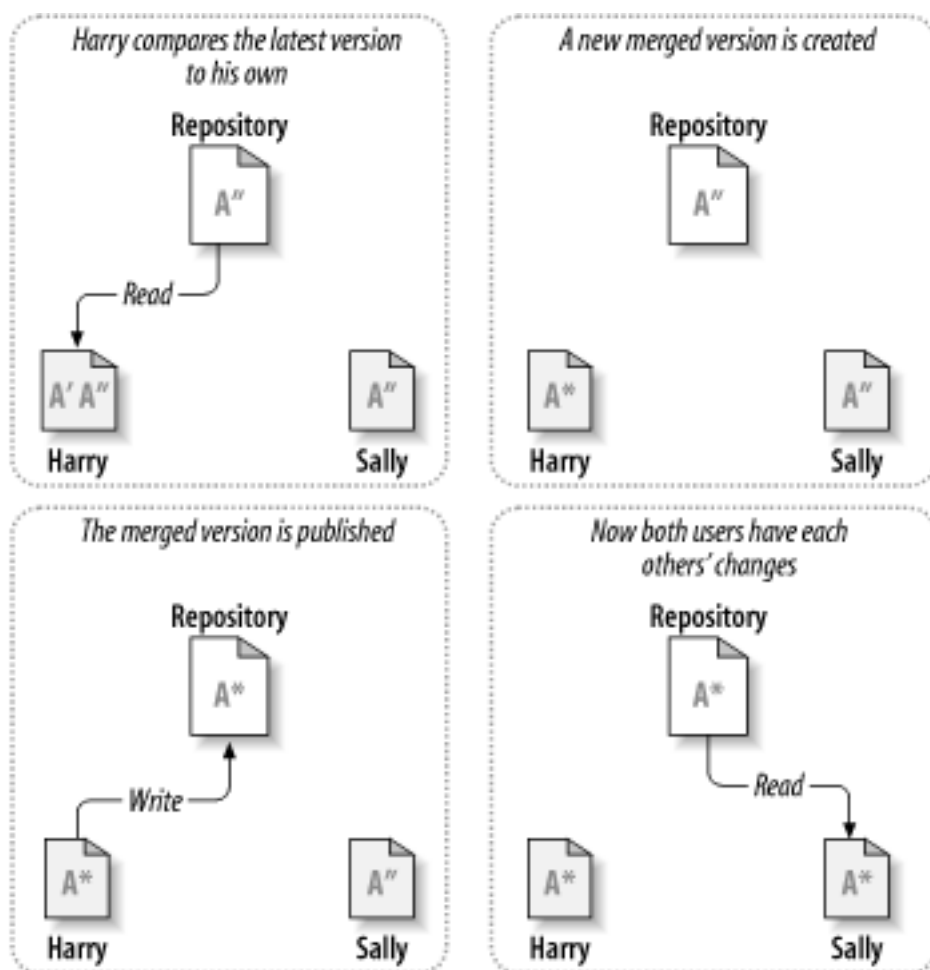 Harry compares the latest version
to his own
Repository
A″
Read
A′ A″
A″
Harry
Sally
A new merged version is created
Repository
A″
A*
A″
Harry
Sally
The merged version is published
Repository
A*
Write
A*
A″
Harry
Sally
Now both users have each
others’ changes
Repository
A*
Read
A*
A*
Harry
Sally